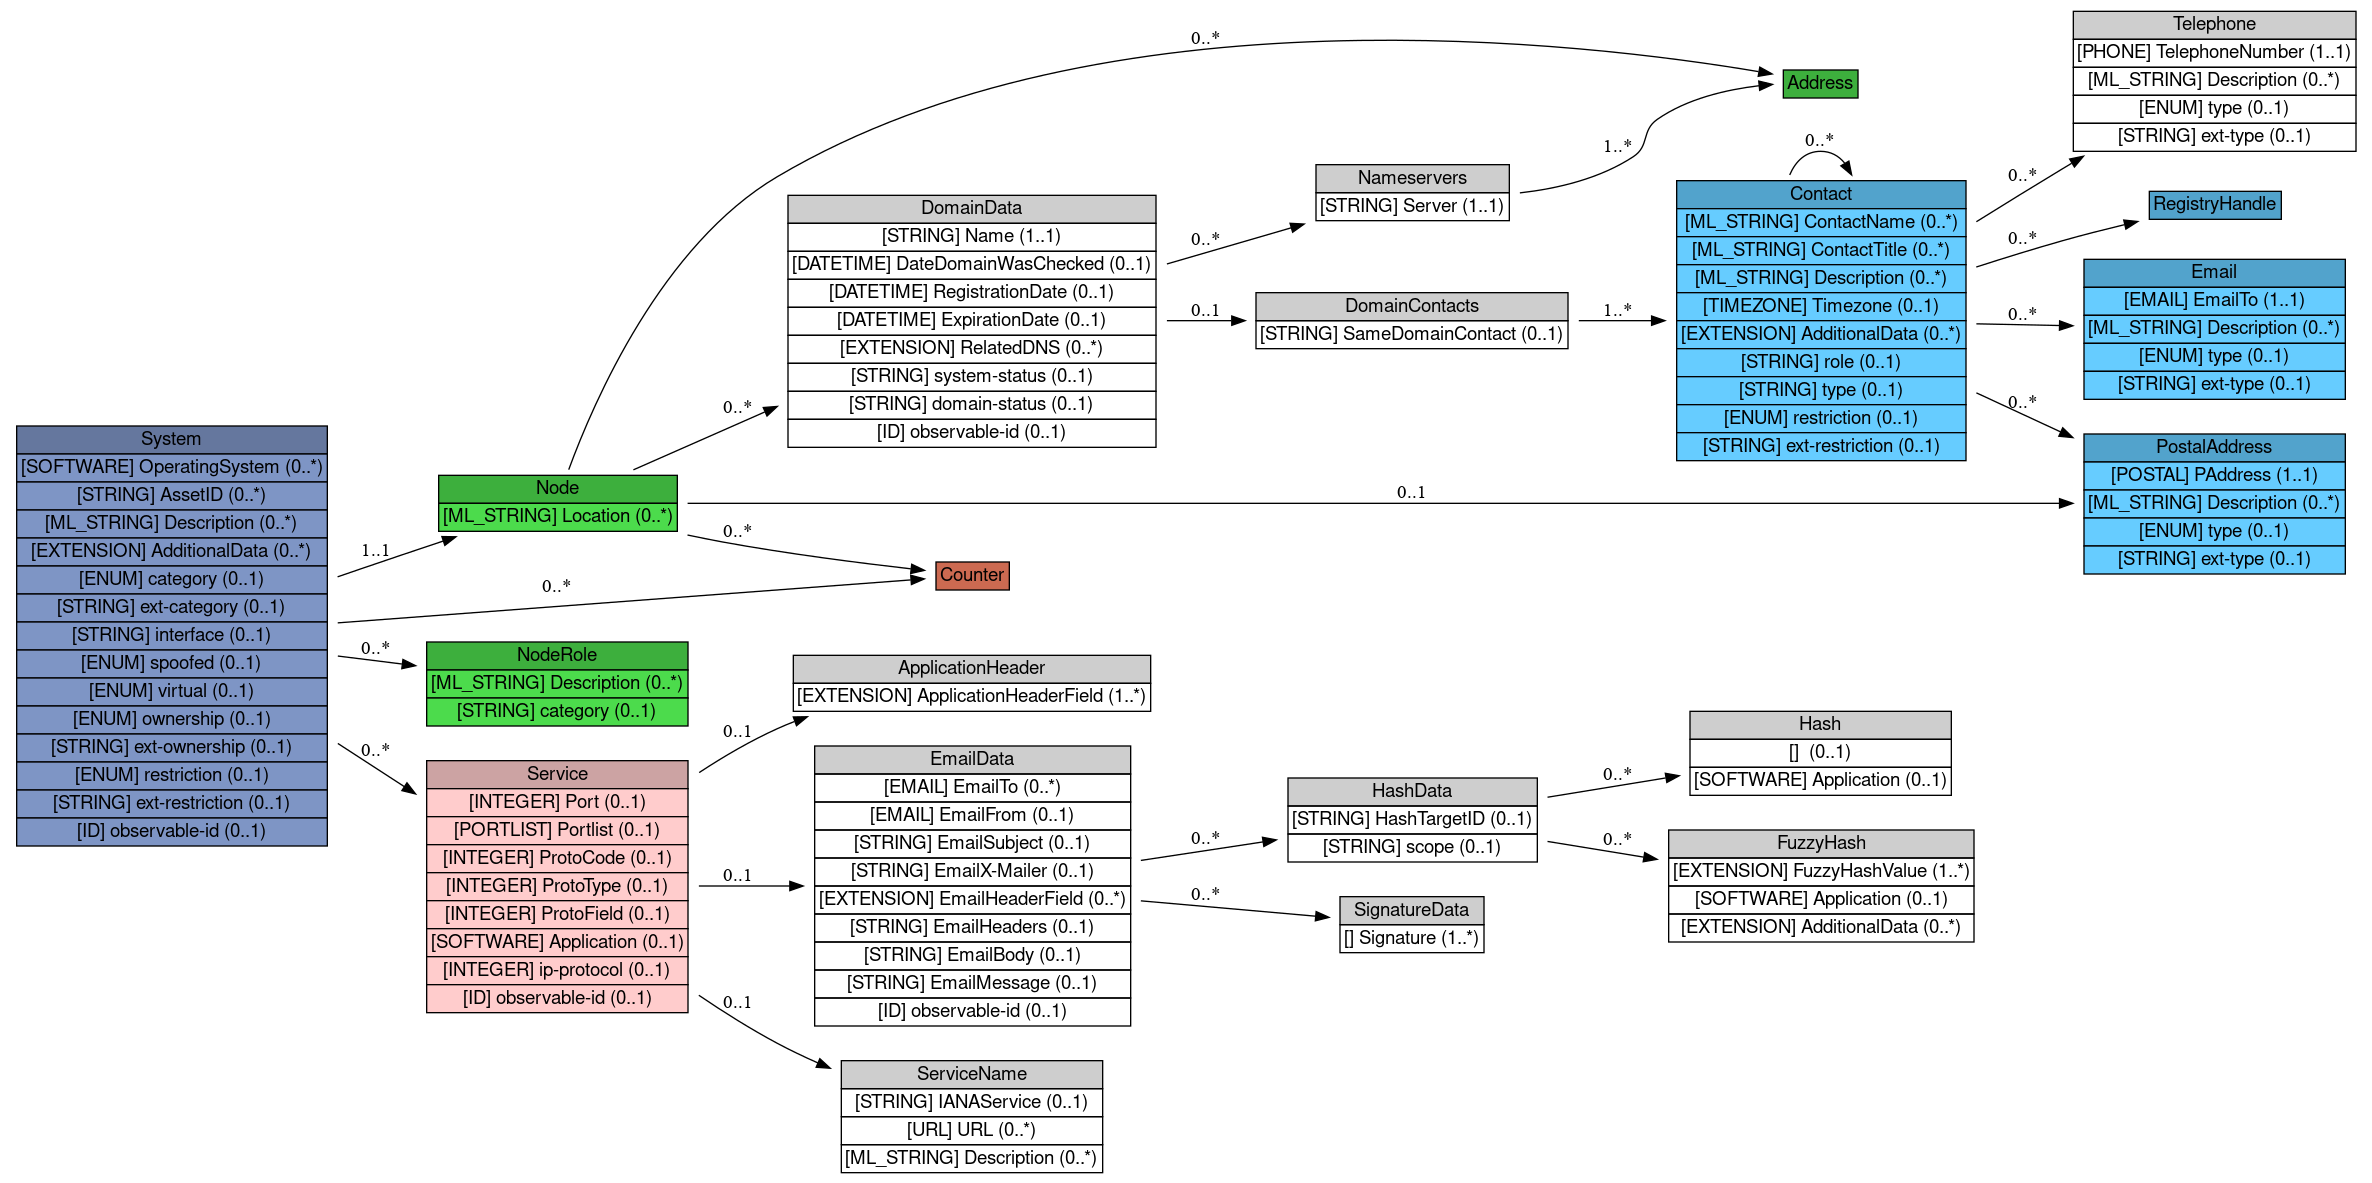 System
[SOFTWARE] OperatingSystem (0..*)
[STRING] AssetID (0..*)
[ML_STRING] Description (0..*)
[EXTENSION] AdditionalData (0..*)
[ENUM] category (0..1)
[STRING] ext-category (0..1)
[STRING] interface (0..1)
[ENUM] spoofed (0..1)
[ENUM] virtual (0..1)
[ENUM] ownership (0..1)
[STRING] ext-ownership (0..1)
[ENUM] restriction (0..1)
[STRING] ext-restriction (0..1)
[ID] observable-id (0..1)
1..1
0..*
0..*
0..*
Node
[ML_STRING] Location (0..*)
0..*
0..*
0..1
0..*
NodeRole
[ML_STRING] Description (0..*)
[STRING] category (0..1)
Service
[INTEGER] Port (0..1)
[PORTLIST] Portlist (0..1)
[INTEGER] ProtoCode (0..1)
[INTEGER] ProtoType (0..1)
[INTEGER] ProtoField (0..1)
[SOFTWARE] Application (0..1)
[INTEGER] ip-protocol (0..1)
[ID] observable-id (0..1)
0..1
0..1
0..1
DomainData
[STRING] Name (1..1)
[DATETIME] DateDomainWasChecked (0..1)
[DATETIME] RegistrationDate (0..1)
[DATETIME] ExpirationDate (0..1)
[EXTENSION] RelatedDNS (0..*)
[STRING] system-status (0..1)
[STRING] domain-status (0..1)
[ID] observable-id (0..1)
0..*
0..1
Counter
ApplicationHeader
[EXTENSION] ApplicationHeaderField (1..*)
EmailData
[EMAIL] EmailTo (0..*)
[EMAIL] EmailFrom (0..1)
[STRING] EmailSubject (0..1)
[STRING] EmailX-Mailer (0..1)
[EXTENSION] EmailHeaderField (0..*)
[STRING] EmailHeaders (0..1)
[STRING] EmailBody (0..1)
[STRING] EmailMessage (0..1)
[ID] observable-id (0..1)
0..*
0..*
ServiceName
[STRING] IANAService (0..1)
[URL] URL (0..*)
[ML_STRING] Description (0..*)
Nameservers
[STRING] Server (1..1)
1..*
DomainContacts
[STRING] SameDomainContact (0..1)
1..*
HashData
[STRING] HashTargetID (0..1)
[STRING] scope (0..1)
0..*
0..*
SignatureData
[] Signature (1..*)
Address
0..*
Contact
[ML_STRING] ContactName (0..*)
[ML_STRING] ContactTitle (0..*)
[ML_STRING] Description (0..*)
[TIMEZONE] Timezone (0..1)
[EXTENSION] AdditionalData (0..*)
[STRING] role (0..1)
[STRING] type (0..1)
[ENUM] restriction (0..1)
[STRING] ext-restriction (0..1)
0..*
0..*
0..*
0..*
Hash
[] (0..1)
[SOFTWARE] Application (0..1)
FuzzyHash
[EXTENSION] FuzzyHashValue (1..*)
[SOFTWARE] Application (0..1)
[EXTENSION] AdditionalData (0..*)
Telephone
[PHONE] TelephoneNumber (1..1)
[ML_STRING] Description (0..*)
[ENUM] type (0..1)
[STRING] ext-type (0..1)
RegistryHandle
Email
[EMAIL] EmailTo (1..1)
[ML_STRING] Description (0..*)
[ENUM] type (0..1)
[STRING] ext-type (0..1)
PostalAddress
[POSTAL] PAddress (1..1)
[ML_STRING] Description (0..*)
[ENUM] type (0..1)
[STRING] ext-type (0..1)